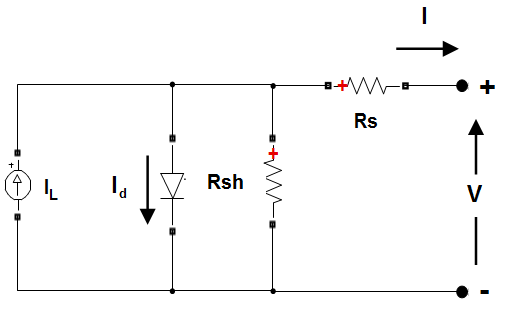 I
+
Rs
+
+
+
I_L
I_d
Rsh
V
-